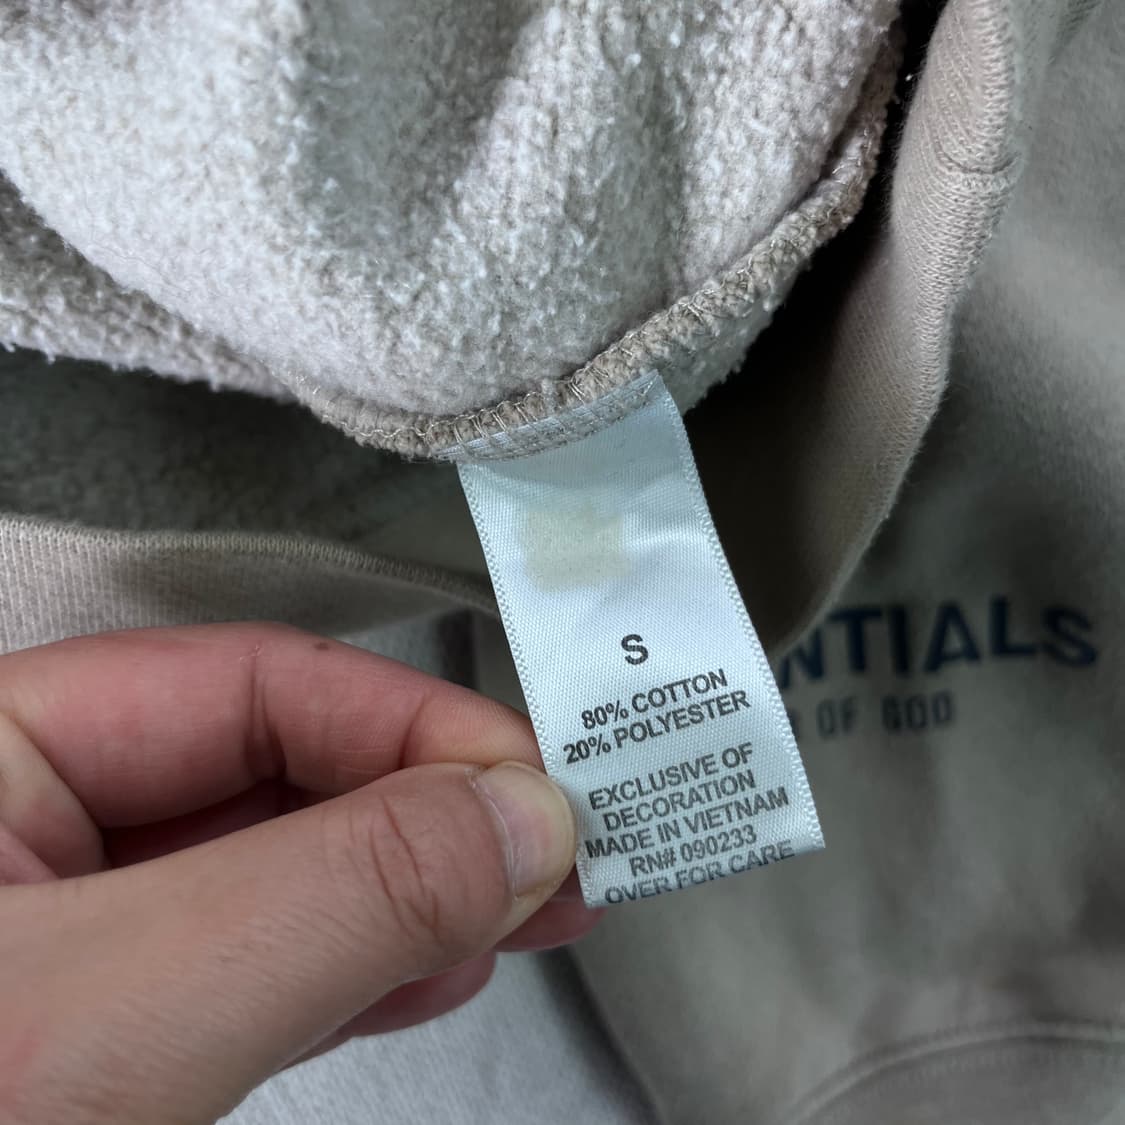 S
80% COTTON
20% POLYESTER
EXCLUSIVE OF
DECORATION
MADE IN VIETNAM
RN# 090233
OVER FOR CARE
NTIALS
OF GOD